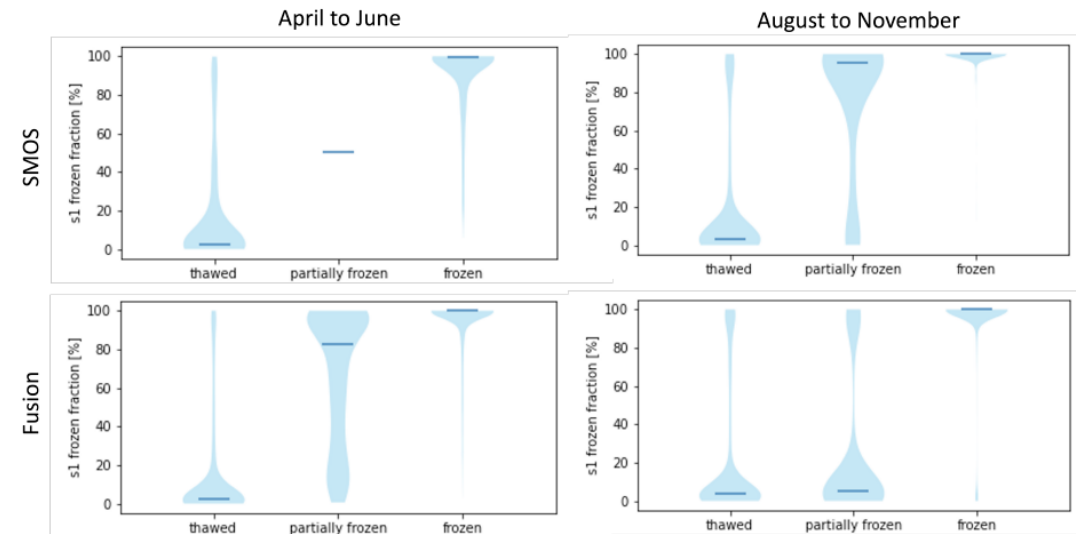 April to June
August to November
SMOS
s1 frozen fraction [%]
100
80
60
40
20
0
thawed partially frozen frozen
s1 frozen fraction [%]
100
80
60
40
20
0
thawed partially frozen frozen
Fusion
s1 frozen fraction [%]
100
80
60
40
20
0
thawed partially frozen frozen
s1 frozen fraction [%]
100
80
60
40
20
0
thawed partially frozen frozen